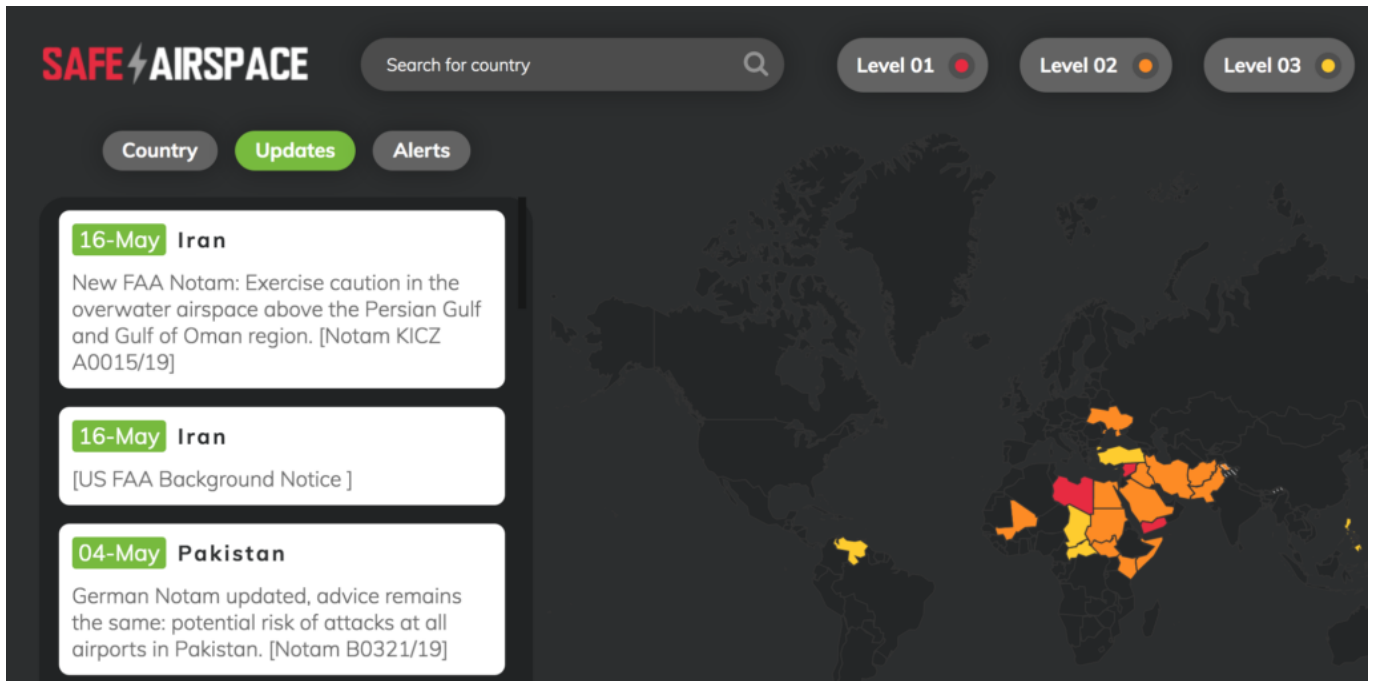 SAFE AIRSPACE
Search for country
Level 01
Level 02
Level 03
Country
Updates
Alerts
16-May Iran
New FAA Notam: Exercise caution in the
overwater airspace above the Persian Gulf
and Gulf of Oman region. [Notam KICZ
A0015/19]
16-May Iran
[US FAA Background Notice ]
04-May Pakistan
German Notam updated, advice remains
the same: potential risk of attacks at all
airports in Pakistan. [Notam B0321/19]